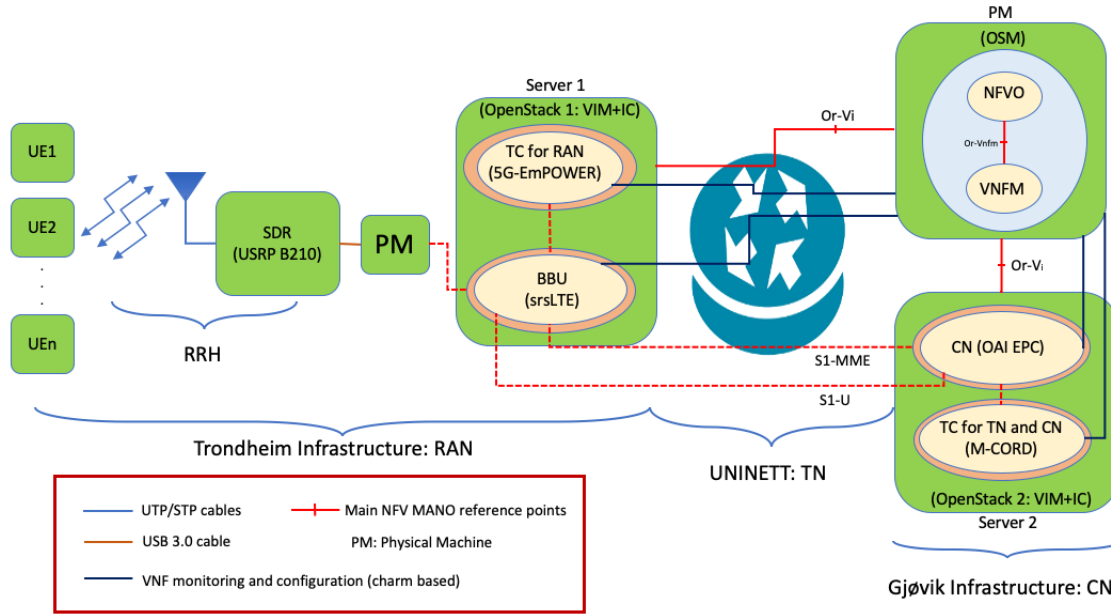 PM
(OSM)
NFVO
Or-Vnfm
VNFM
Server 1
(OpenStack 1: VIM+IC)
TC for RAN
(5G-EmPOWER)
BBU
(srsLTE)
Or-Vi
UE1
UE2
.
.
.
.
UEn
SDR
(USRP B210)
PM
RRH
Or-Vi
CN (OAI EPC)
S1-MME
S1-U
TC for TN and CN
(M-CORD)
(OpenStack 2: VIM+IC)
Server 2
Trondheim Infrastructure: RAN
UNINETT: TN
Gjøvik Infrastructure: CN
UTP/STP cables
Main NFV MANO reference points
USB 3.0 cable
PM: Physical Machine
VNF monitoring and configuration (charm based)